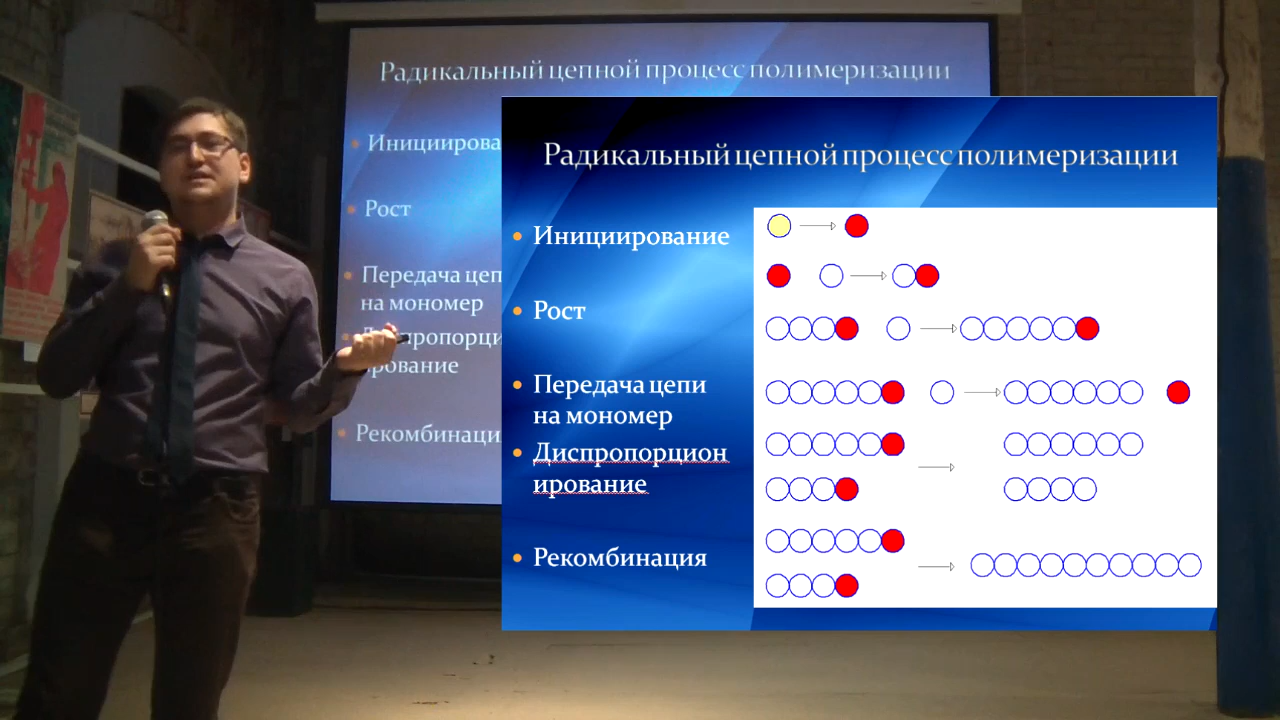 Радикальный цепной процесс полимеризации
Инициирова
Рост
Передача цеп
на мономер
пропорци
рование
Рекомбинаци
Радикальный цепной процесс полимеризации
Инициирование
Рост
Передача цепи
на мономер
Диспропорцион
ирование
Рекомбинация